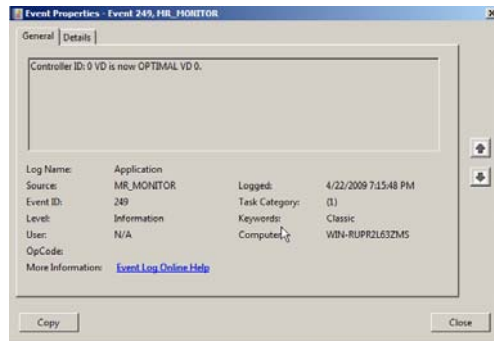 Event Properties - Event 249, MR_MONITOR
General Details
Controller ID: 0 VD is now OPTIMAL VD 0.
Log Name: Application
Source: MR_MONITOR Logged: 4/22/2009 7:15:48 PM
Event ID: 249 Task Category: (1)
Level: Information Keywords: Classic
User: N/A Computer: WIN-RUPR2L63ZMS
OpCode:
More Information: Event Log Online Help
Copy Close